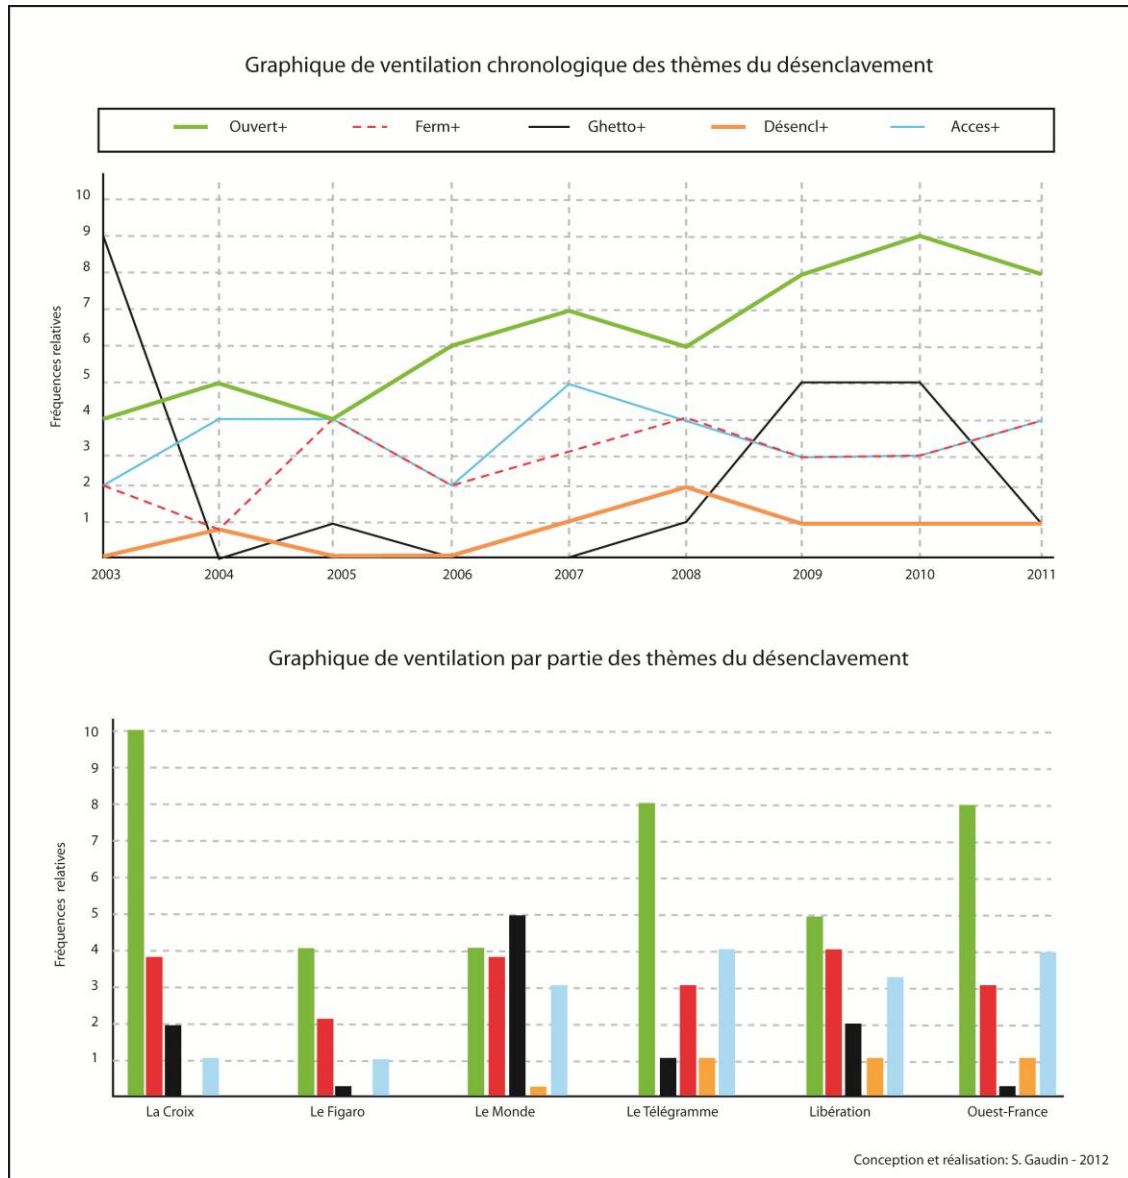 Graphique de ventilation chronologique des thèmes du désenclavement
Ouvert+ Ferm+ Ghetto+ Désencl+ Acces+
Fréquences relatives
10
9
8
7
6
5
4
3
2
1
2003 2004 2005 2006 2007 2008 2009 2010 2011
Graphique de ventilation par partie des thèmes du désenclavement
Fréquences relatives
10
9
8
7
6
5
4
3
2
1
La Croix Le Figaro Le Monde Le Télégramme Libération Ouest-France
Conception et réalisation: S. Gaudin - 2012